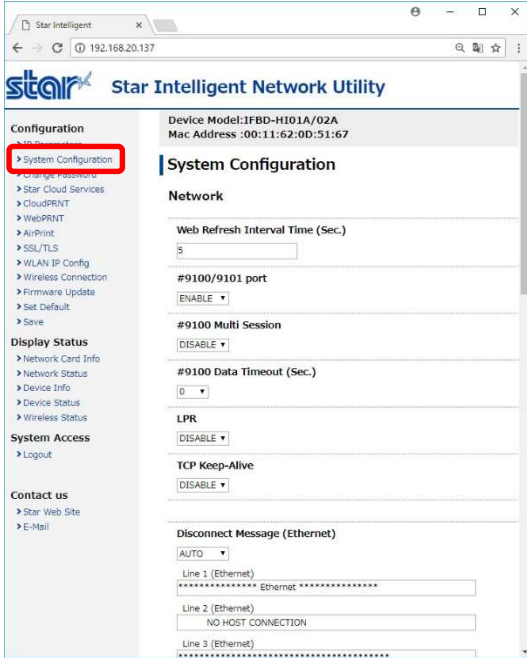 Star Intelligent
192.168.20.137
star
Star Intelligent Network Utility
Device Model:IFBD-HI01A/02A
Mac Address :00:11:62:0D:51:67
Configuration
IP Parameters
System Configuration
Change Password
Star Cloud Services
CloudPRNT
WebPRNT
AirPrint
SSL/TLS
WLAN IP Config
Wireless Connection
Firmware Update
Set Default
Save
Display Status
Network Card Info
Network Status
Device Info
Device Status
Wireless Status
System Access
Logout
Contact us
Star Web Site
E-Mail
System Configuration
Network
Web Refresh Interval Time (Sec.)
5
#9100/9101 port
ENABLE
#9100 Multi Session
DISABLE
#9100 Data Timeout (Sec.)
0
LPR
DISABLE
TCP Keep-Alive
DISABLE
Disconnect Message (Ethernet)
AUTO
Line 1 (Ethernet)
*************** Ethernet ***************
Line 2 (Ethernet)
NO HOST CONNECTION
Line 3 (Ethernet)
****************************************